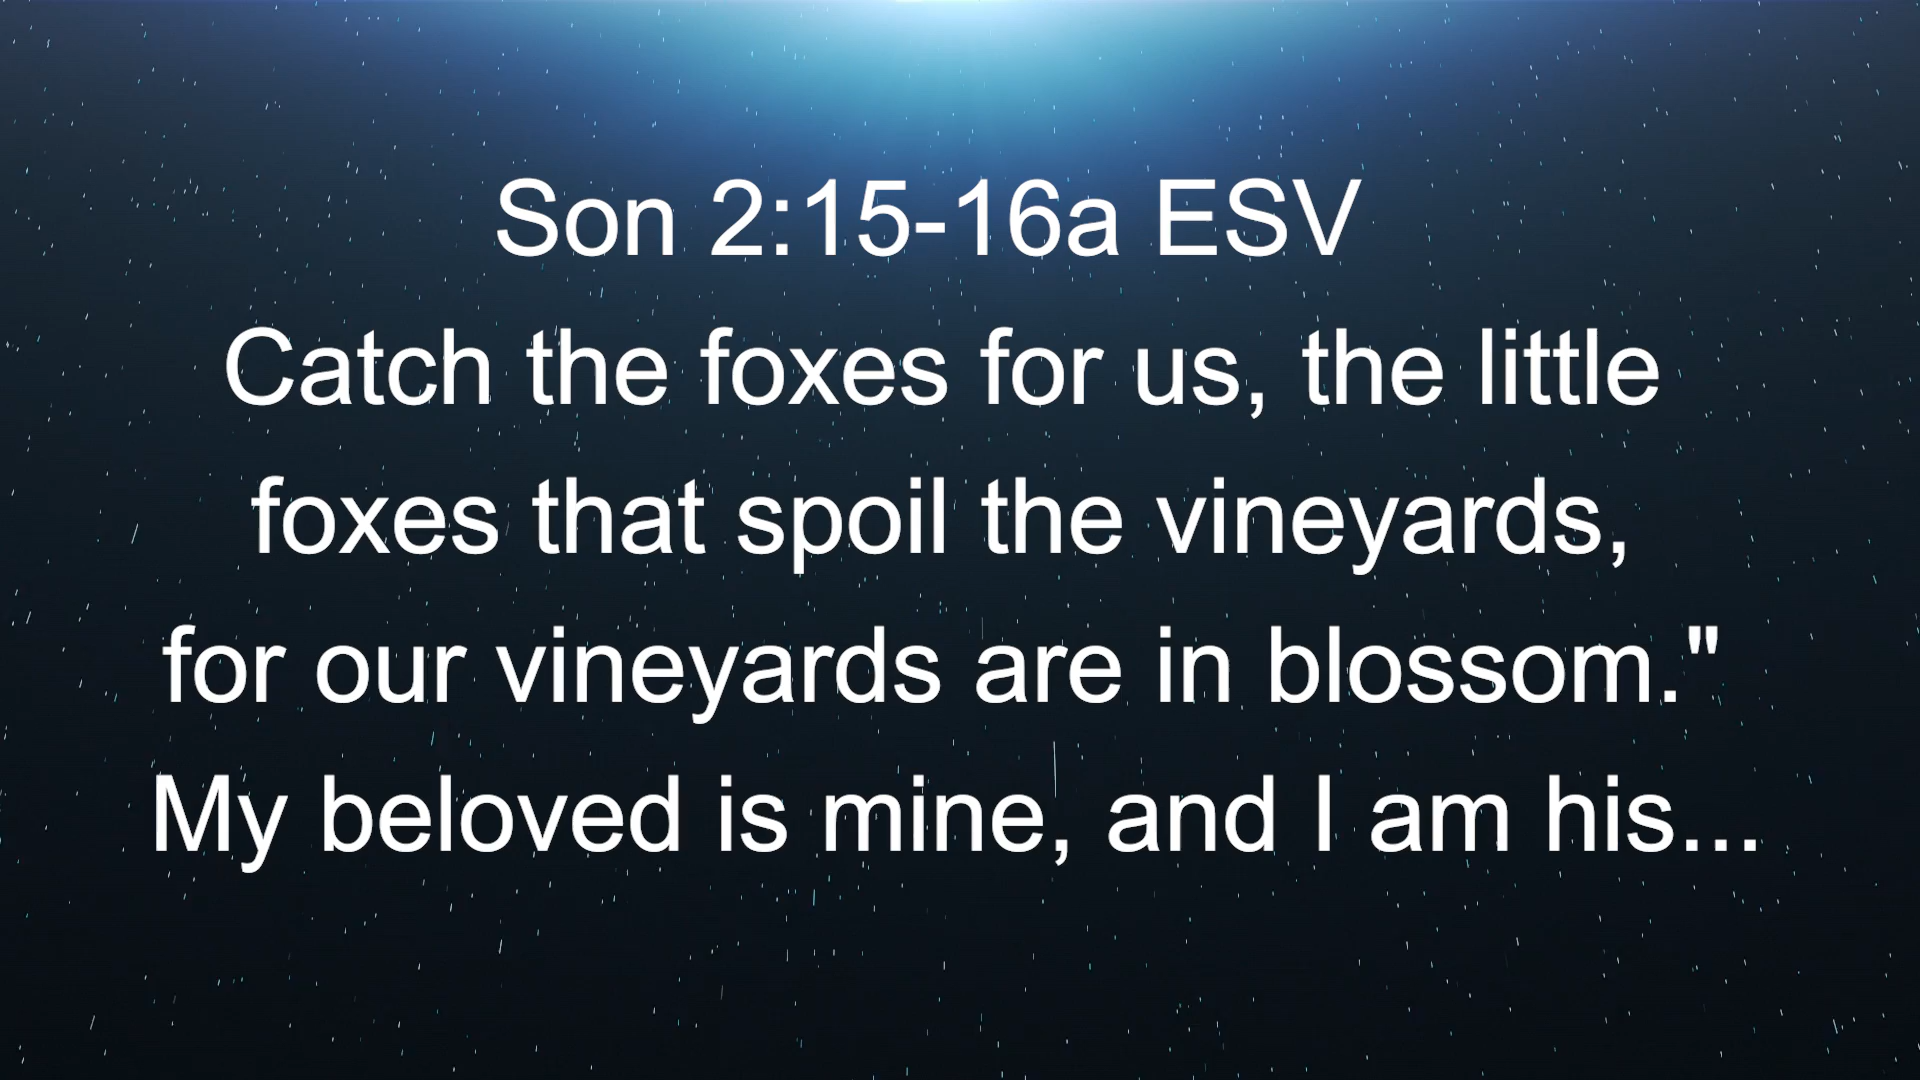 Son 2:15-16a ESV
Catch the foxes for us, the little
foxes that spoil the vineyards,
for our vineyards are in blossom."
My beloved is mine, and I am his...